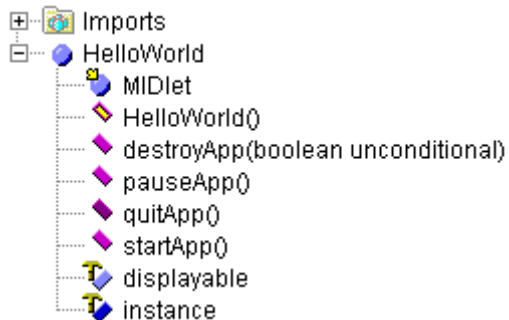 Imports
HelloWorld
MIDlet
HelloWorld()
destroyApp(boolean unconditional)
pauseApp()
quitApp()
startApp()
displayable
instance